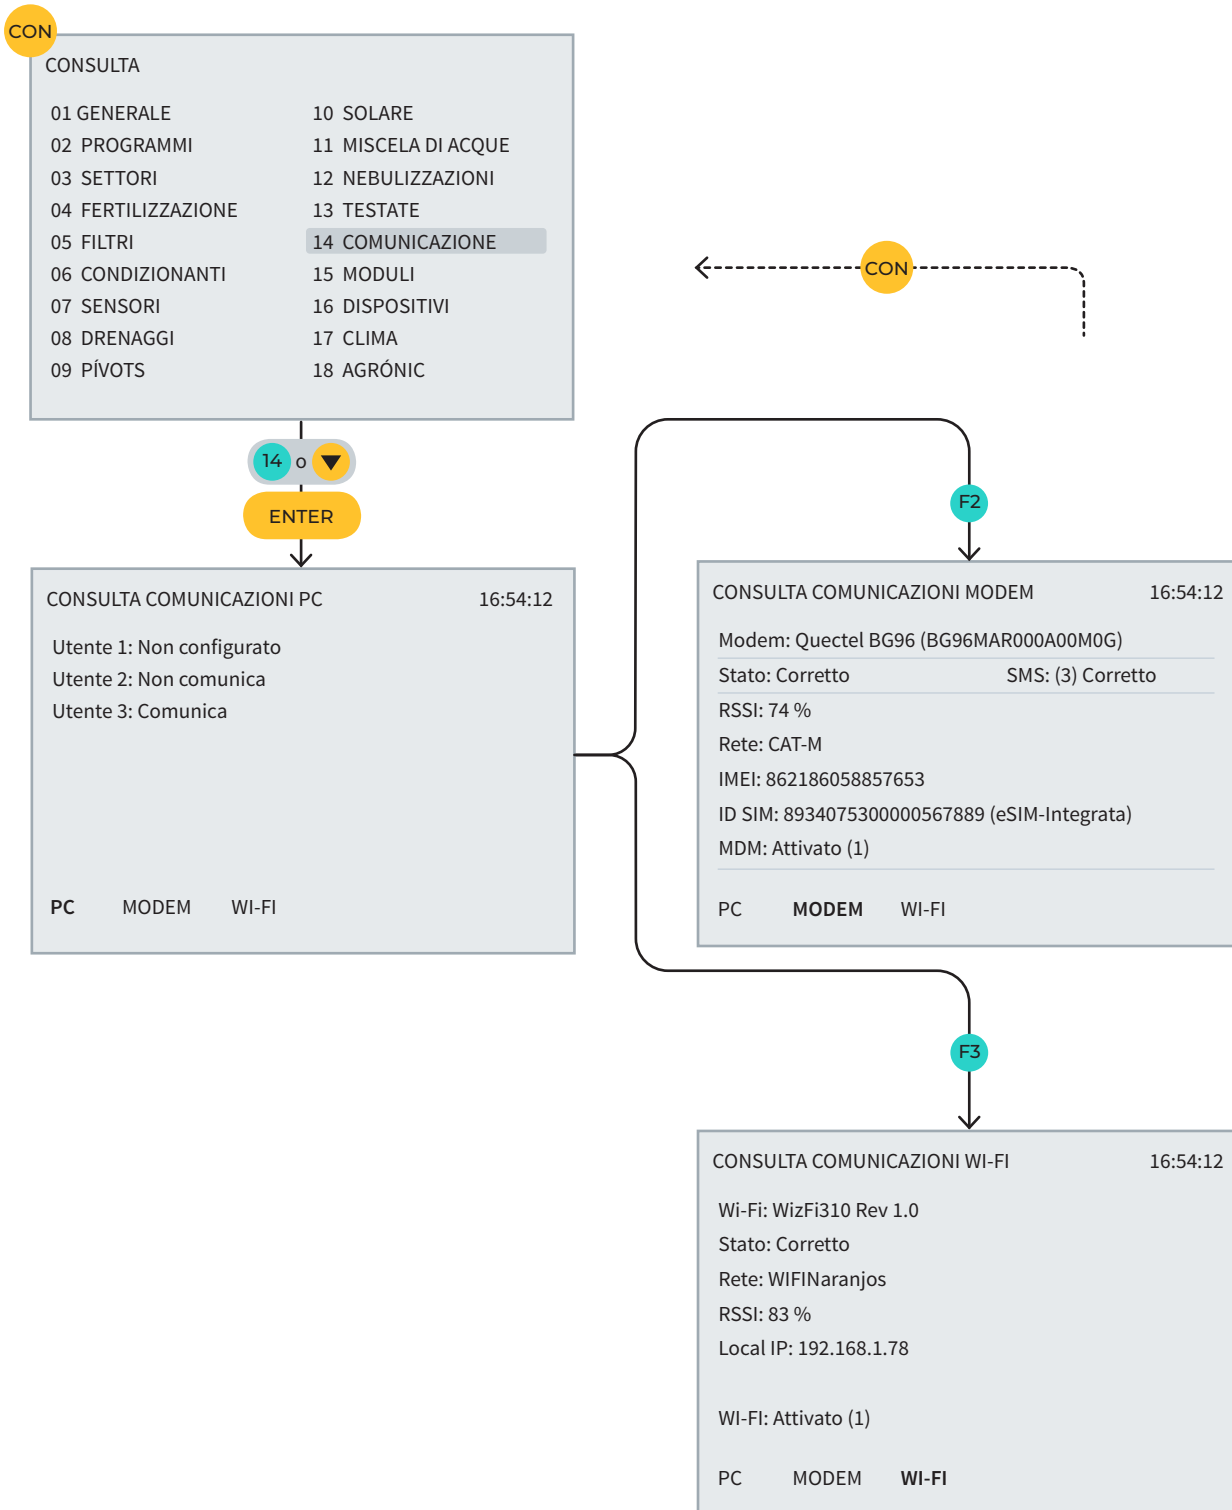 CON
CONSULTA
01 GENERALE
02 PROGRAMMI
03 SETTORI
04 FERTILIZZAZIONE
05 FILTRI
06 CONDIZIONANTI
07 SENSORI
08 DRENAGGI
09 PÍVOTS
10 SOLARE
11 MISCELA DI ACQUE
12 NEBULIZZAZIONI
13 TESTATE
14 COMUNICAZIONE
15 MODULI
16 DISPOSITIVI
17 CLIMA
18 AGRÓNIC
CON
14 o
ENTER
CONSULTA COMUNICAZIONI PC 16:54:12
Utente 1: Non configurato
Utente 2: Non comunica
Utente 3: Comunica
PC MODEM WI-FI
F2
CONSULTA COMUNICAZIONI MODEM 16:54:12
Modem: Quectel BG96 (BG96MAR000A00M0G)
Stato: Corretto SMS: (3) Corretto
RSSI: 74 %
Rete: CAT-M
IMEI: 862186058857653
ID SIM: 8934075300000567889 (eSIM-Integrata)
MDM: Attivato (1)
PC MODEM WI-FI
F3
CONSULTA COMUNICAZIONI WI-FI 16:54:12
Wi-Fi: WizFi310 Rev 1.0
Stato: Corretto
Rete: WIFINaranjos
RSSI: 83 %
Local IP: 192.168.1.78
WI-FI: Attivato (1)
PC MODEM WI-FI